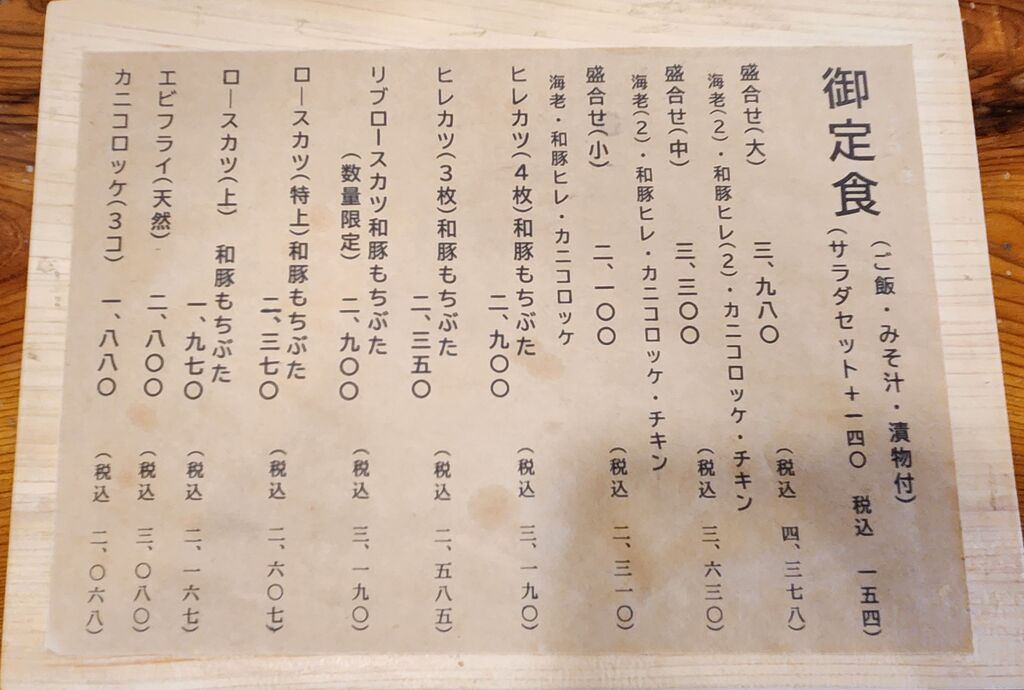 御定食
（ご飯・みそ汁・漬物付）
（サラダセット＋一四〇　税込　一五四）
盛合せ（大）　三、九八〇　（税込　四、三七八）
海老（２）・和豚ヒレ（２）・カニコロッケ・チキン
盛合せ（中）　三、三〇〇　（税込　三、六三〇）
海老（２）・和豚ヒレ・カニコロッケ・チキン
盛合せ（小）　二、一〇〇　（税込　二、三一〇）
海老・和豚ヒレ・カニコロッケ
ヒレカツ（４枚）和豚もちぶた
二、九〇〇　（税込　三、一九〇）
ヒレカツ（３枚）和豚もちぶた
二、三五〇　（税込　二、五八五）
リブロースカツ和豚もちぶた
（数量限定）　二、九〇〇　（税込　三、一九〇）
ロースカツ（特上）和豚もちぶた
二、三七〇　（税込　二、六〇七）
ロースカツ（上）　和豚もちぶた
一、九七〇　（税込　二、一六七）
エビフライ（天然）　二、八〇〇　（税込　三、〇八〇）
カニコロッケ（３コ）　一、八八〇　（税込　二、〇六八）